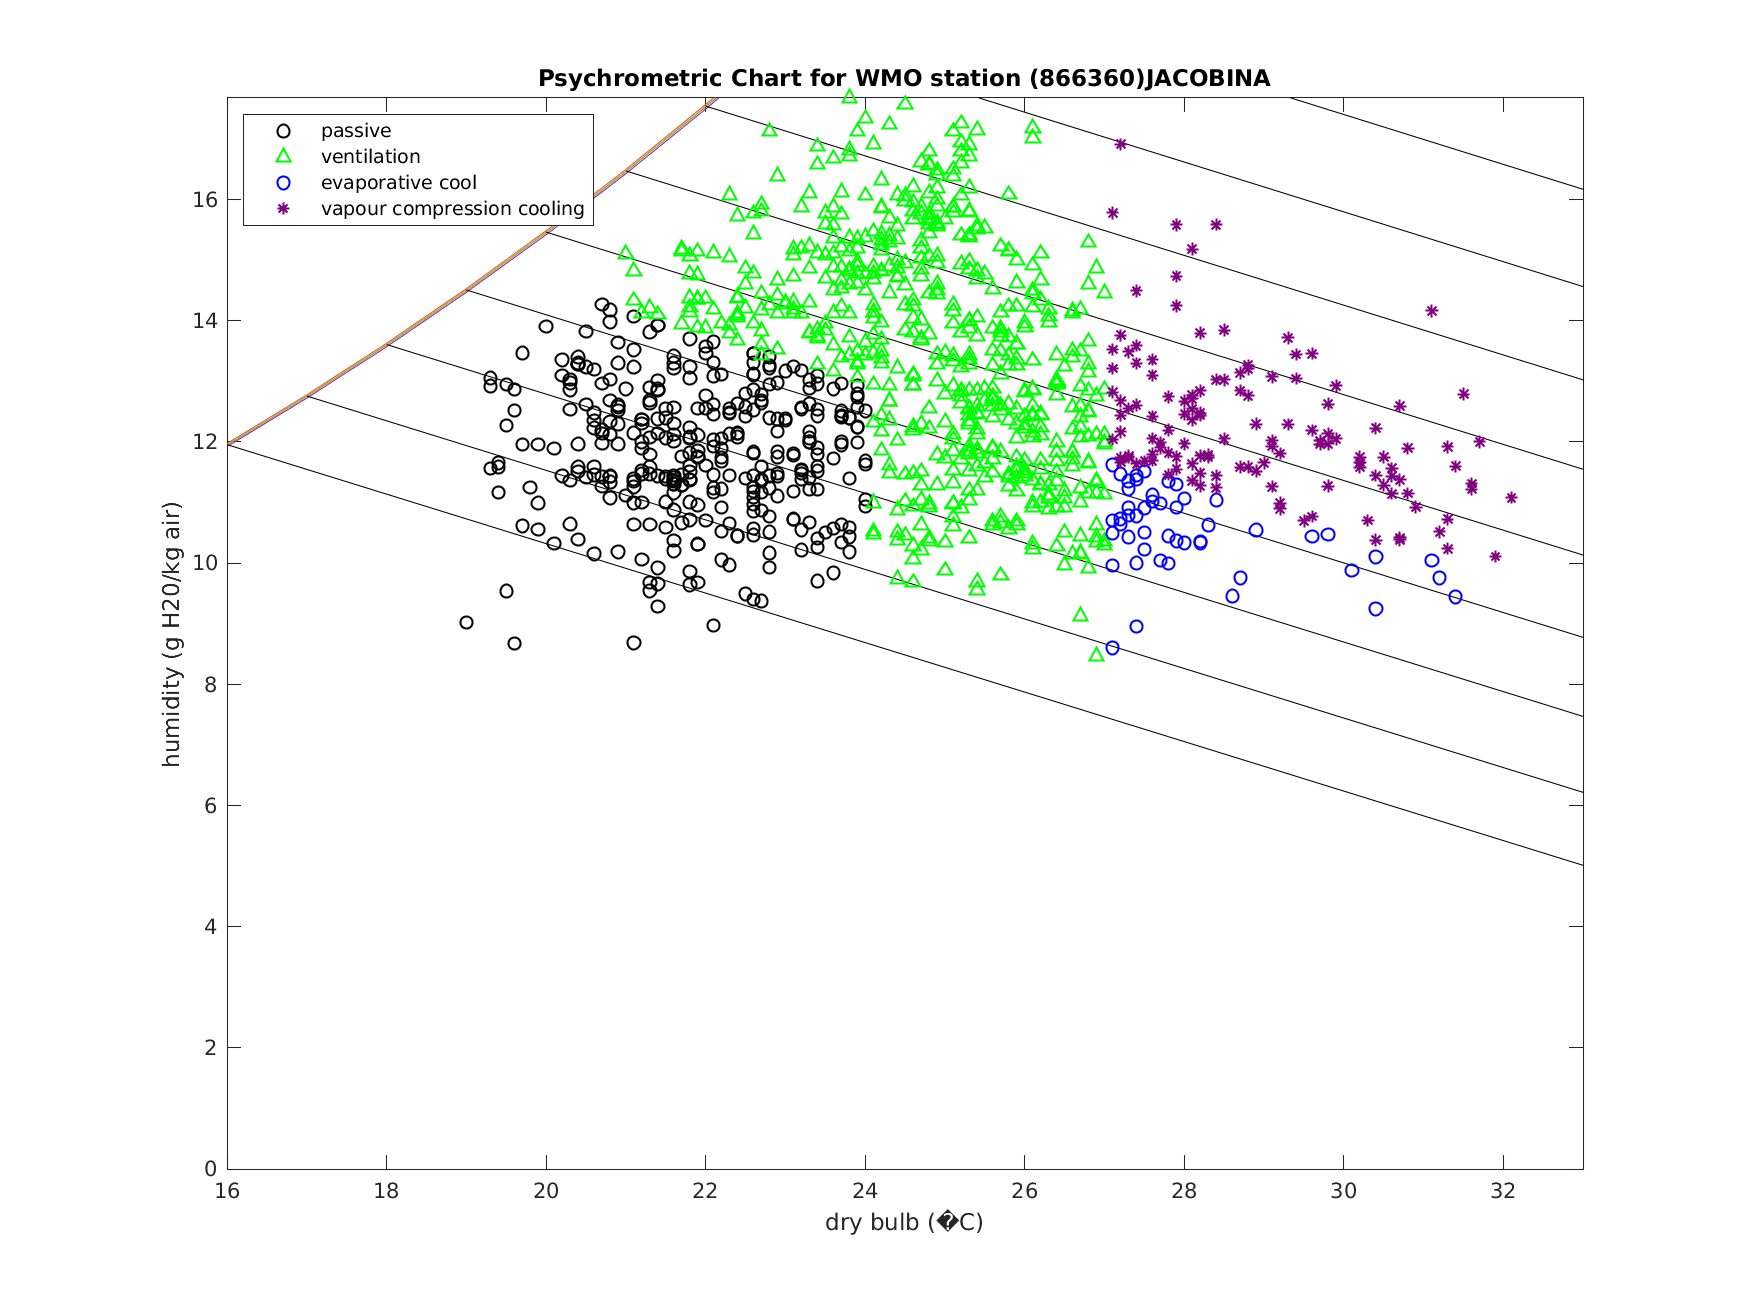 Psychrometric Chart for WMO station (866360)JACOBINA
passive
ventilation
evaporative cool
vapour compression cooling
humidity (g H20/kg air)
16
14
12
10
8
6
4
2
0
16 18 20 22 24 26 28 30 32
dry bulb (�C)